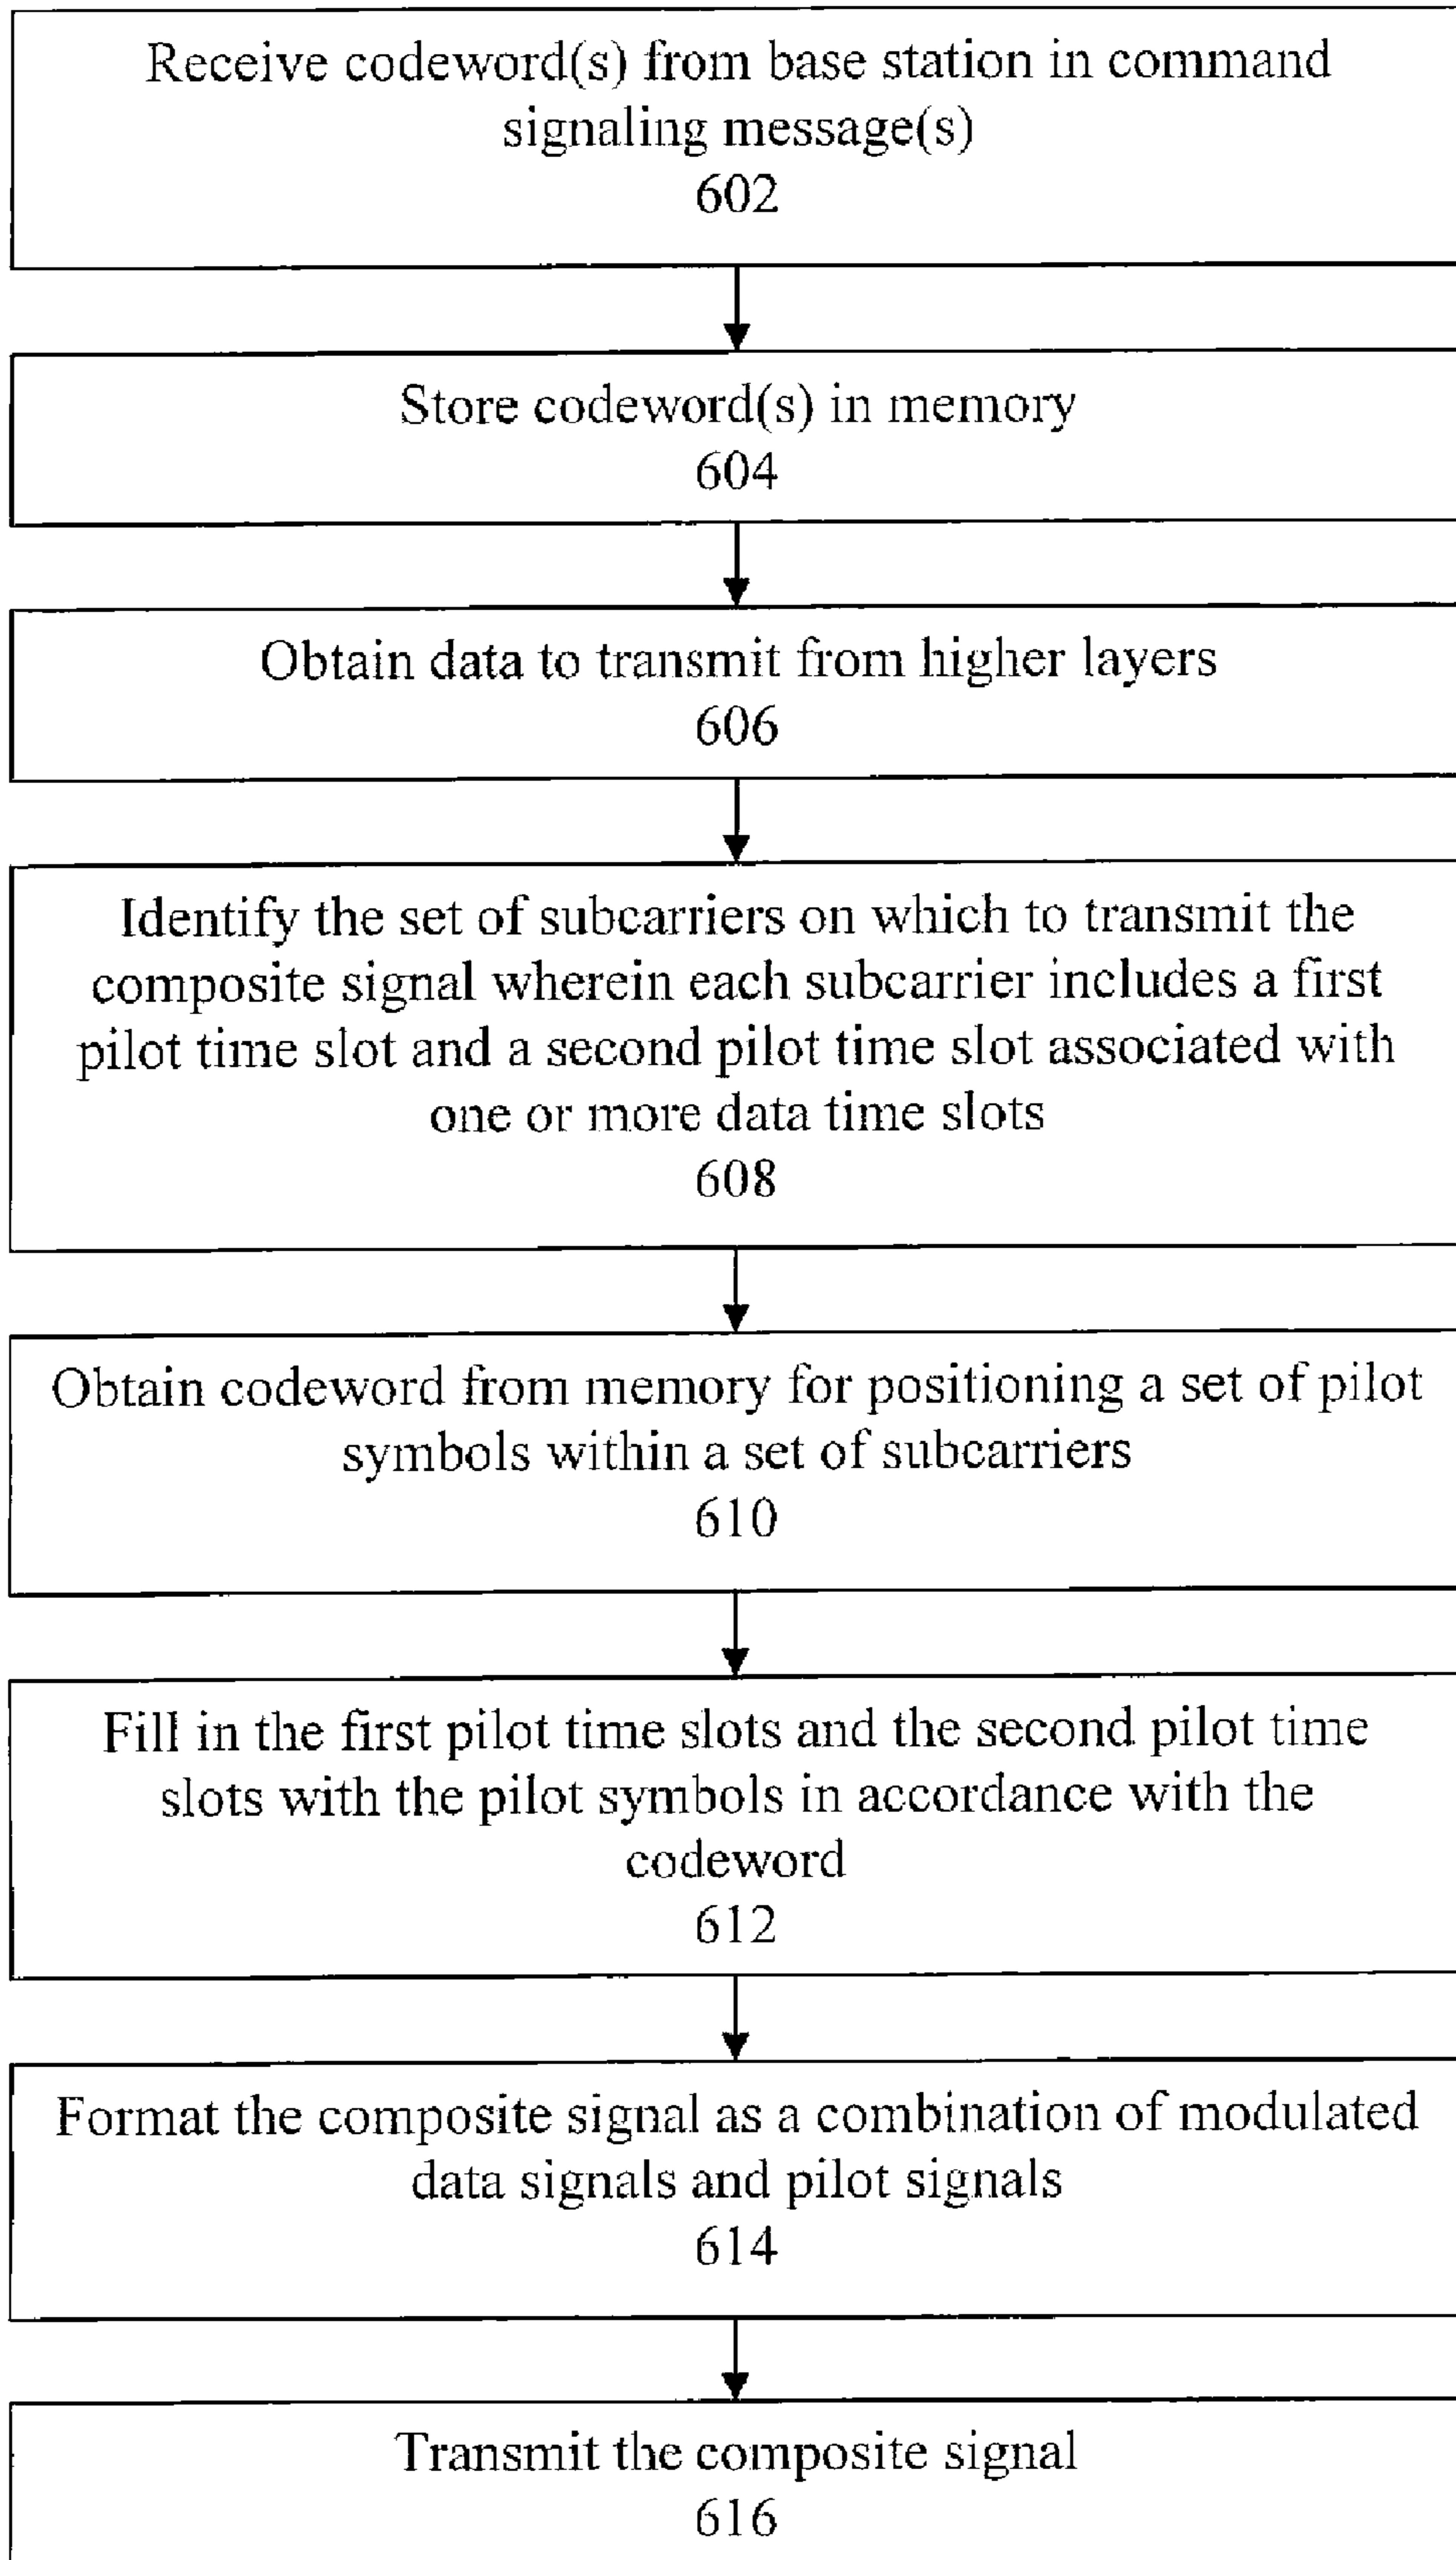 Receive codeword(s) from base station in command
signaling message(s)
602
Store codeword(s) in memory
604
Obtain data to transmit from higher layers
606
Identify the set of subcarriers on which to transmit the
composite signal wherein each subcarrier includes a first
pilot time slot and a second pilot time slot associated with
one or more data time slots
608
Obtain codeword from memory for positioning a set of pilot
symbols within a set of subcarriers
610
Fill in the first pilot time slots and the second pilot time
slots with the pilot symbols in accordance with the
codeword
612
Format the composite signal as a combination of modulated
data signals and pilot signals
614
Transmit the composite signal
616